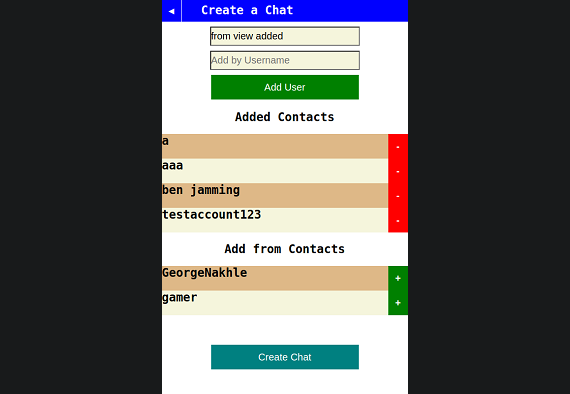 ◄ Create a Chat
from view added
Add by Username
Add User
Added Contacts
a -
aaa -
ben jamming -
testaccount123 -
Add from Contacts
GeorgeNakhle +
gamer +
Create Chat